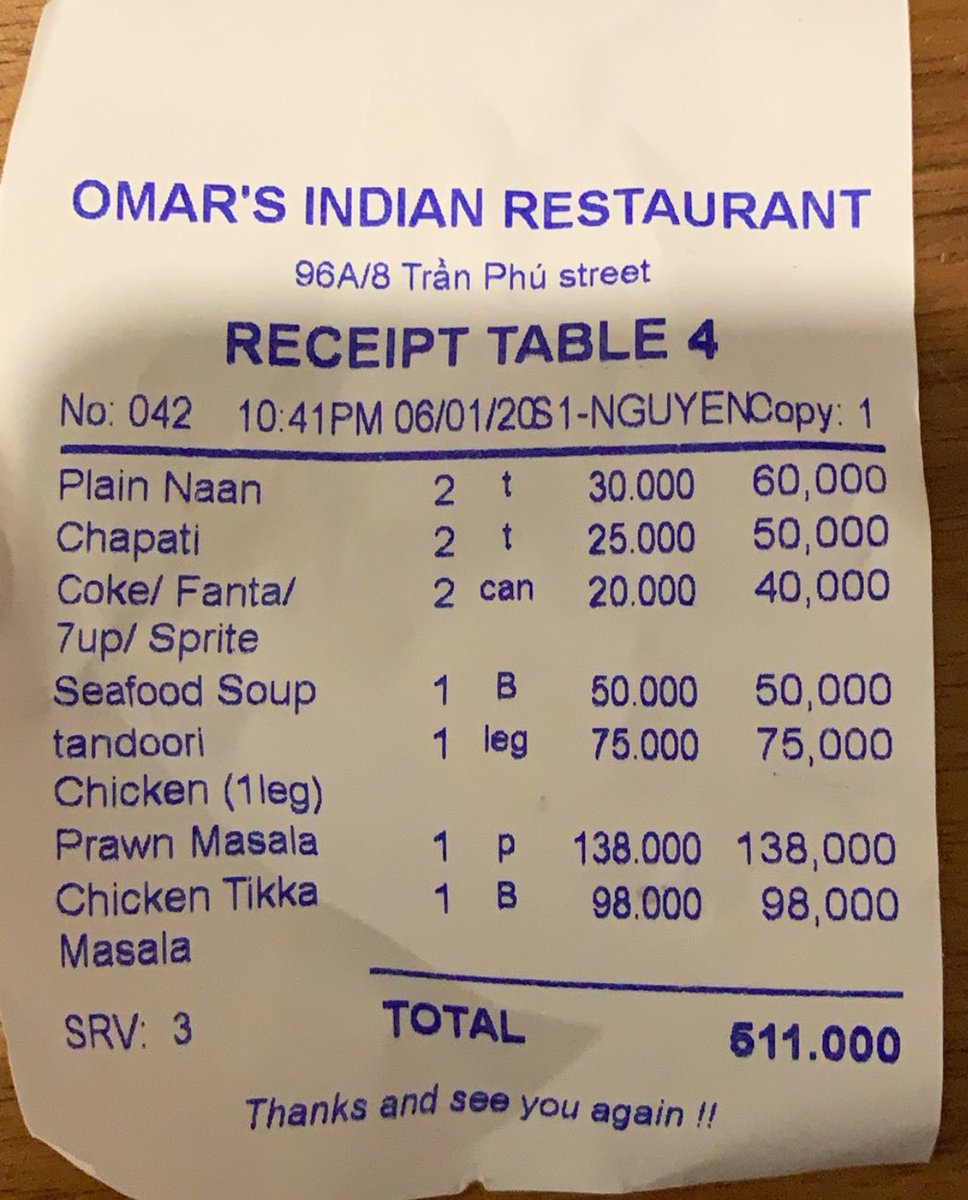 OMAR'S INDIAN RESTAURANT
96A/8 Trần Phú street
RECEIPT TABLE 4
No: 042 10:41PM 06/01/20 S1-NGUYEN Copy: 1
Plain Naan 2 t 30.000 60,000
Chapati 2 t 25.000 50,000
Coke/ Fanta/ 2 can 20.000 40,000
7up/ Sprite
Seafood Soup 1 B 50.000 50,000
tandoori 1 leg 75.000 75,000
Chicken (1leg)
Prawn Masala 1 p 138.000 138,000
Chicken Tikka 1 B 98.000 98,000
Masala
SRV: 3 TOTAL 511.000
Thanks and see you again !!